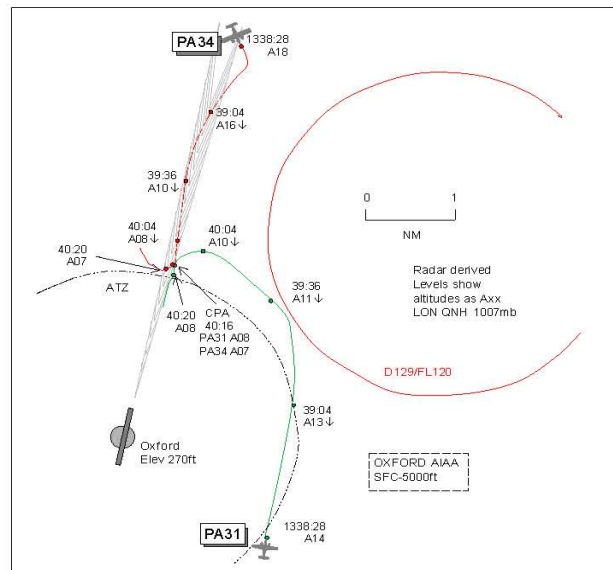 PA34
1338:28
A18
39:04
A16↓
39:36
A10↓
0
1
NM
40:04
A08↓
40:04
A10↓
40:20
A07
39:36
A11↓
Radar derived
Levels show
altitudes as Axx
LON QNH 1007mb
ATZ
40:20
A08
CPA
40:16
PA31 A08
PA34 A07
D129/FL120
39:04
A13↓
Oxford
Elev 270ft
OXFORD AIAA
SFC-5000ft
PA31
1338:28
A14